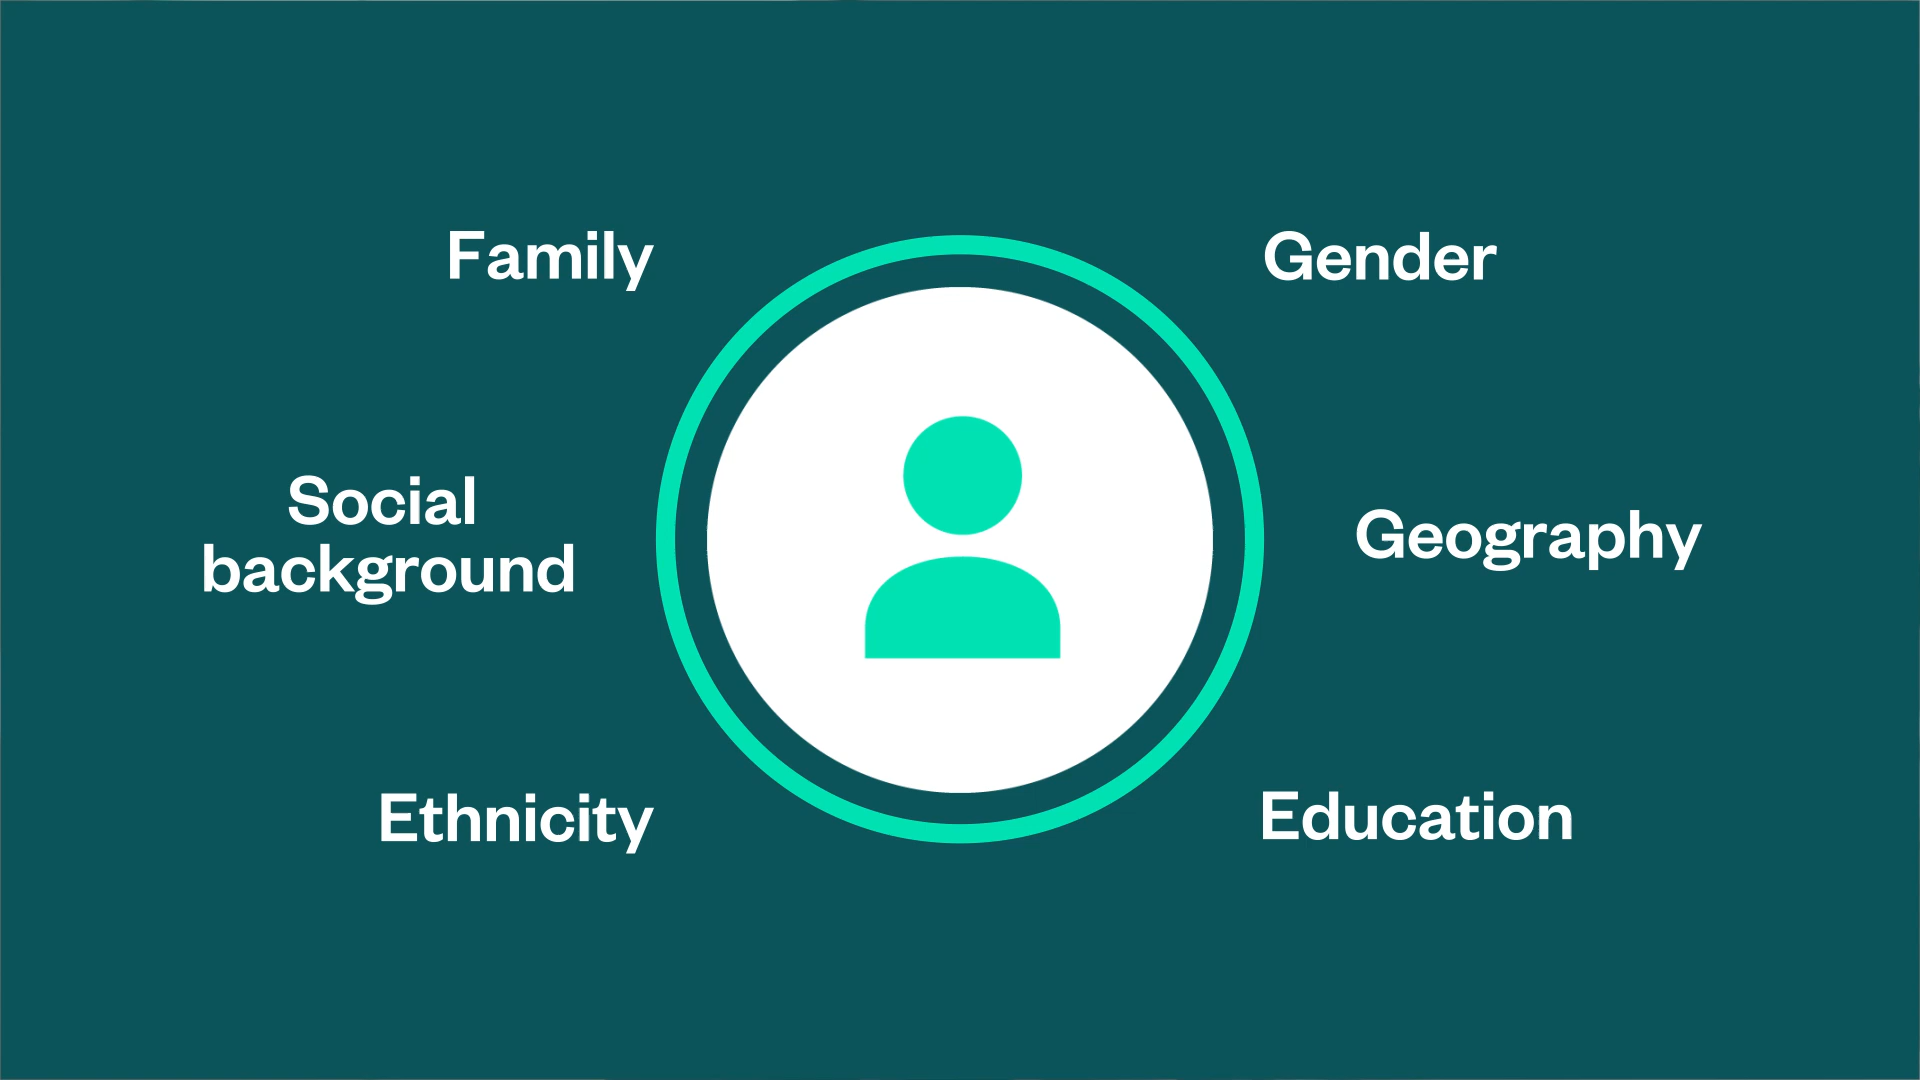 Family
Gender
Social
background
Geography
Ethnicity
Education